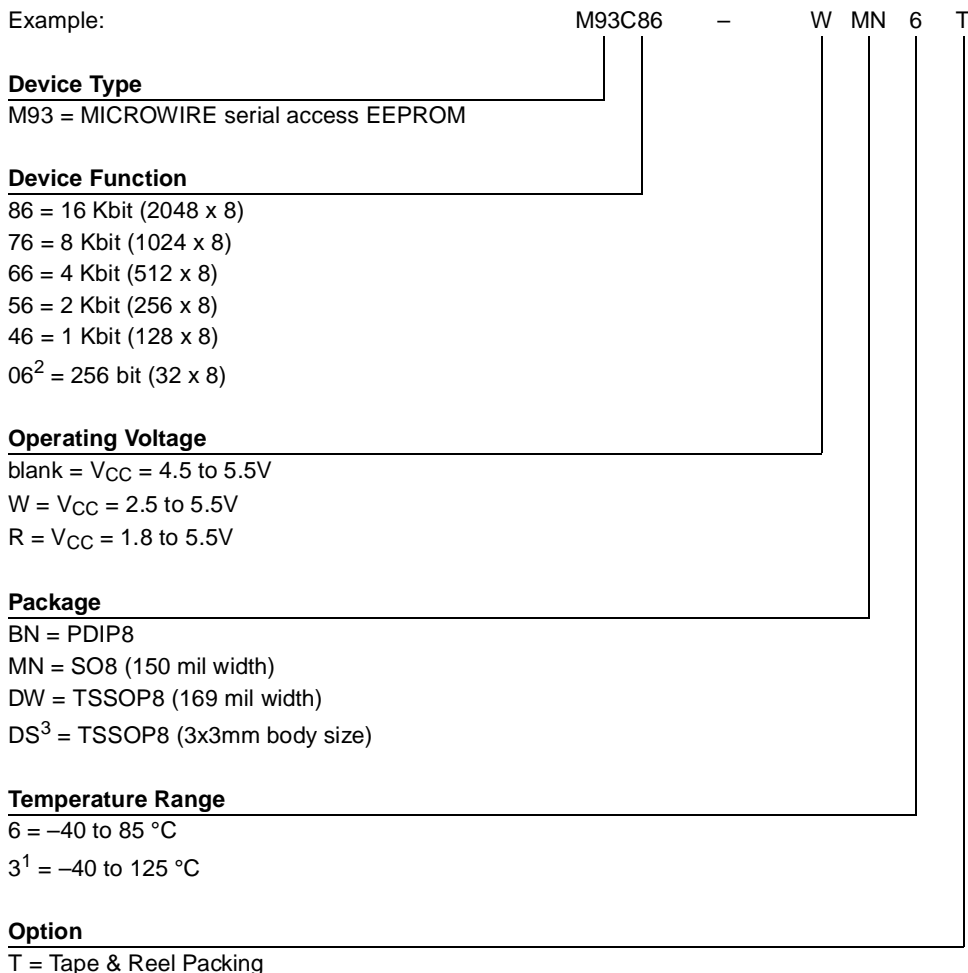 Example: M93C86 – W MN 6 T
Device Type
M93 = MICROWIRE serial access EEPROM
Device Function
86 = 16 Kbit (2048 x 8)
76 = 8 Kbit (1024 x 8)
66 = 4 Kbit (512 x 8)
56 = 2 Kbit (256 x 8)
46 = 1 Kbit (128 x 8)
06² = 256 bit (32 x 8)
Operating Voltage
blank = VCC = 4.5 to 5.5V
W = VCC = 2.5 to 5.5V
R = VCC = 1.8 to 5.5V
Package
BN = PDIP8
MN = SO8 (150 mil width)
DW = TSSOP8 (169 mil width)
DS³ = TSSOP8 (3x3mm body size)
Temperature Range
6 = –40 to 85 °C
3¹ = –40 to 125 °C
Option
T = Tape & Reel Packing